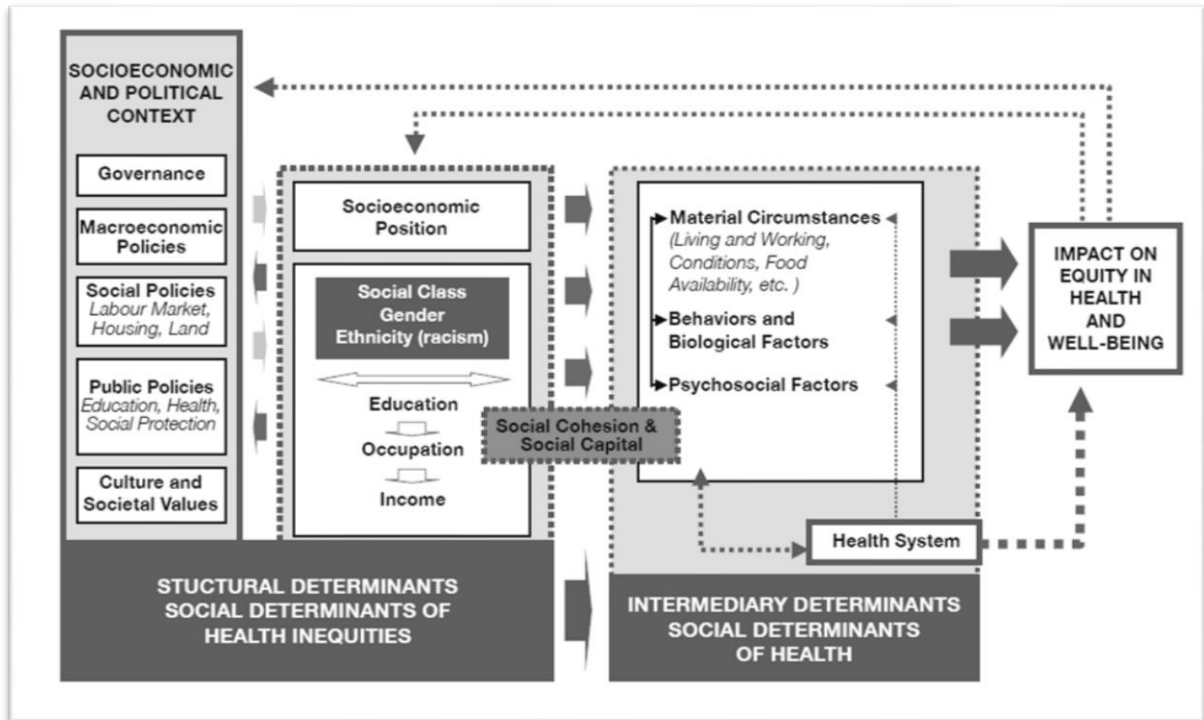 SOCIOECONOMIC
AND POLITICAL
CONTEXT
Governance
Macroeconomic
Policies
Social Policies
Labour Market,
Housing, Land
Public Policies
Education, Health,
Social Protection
Culture and
Societal Values
Socioeconomic
Position
Social Class
Gender
Ethnicity (racism)
Education
Occupation
Income
Social Cohesion &
Social Capital
Material Circumstances
(Living and Working,
Conditions, Food
Availability, etc. )
Behaviors and
Biological Factors
Psychosocial Factors
Health System
IMPACT ON
EQUITY IN
HEALTH
AND
WELL-BEING
STUCTURAL DETERMINANTS
SOCIAL DETERMINANTS OF
HEALTH INEQUITIES
INTERMEDIARY DETERMINANTS
SOCIAL DETERMINANTS
OF HEALTH